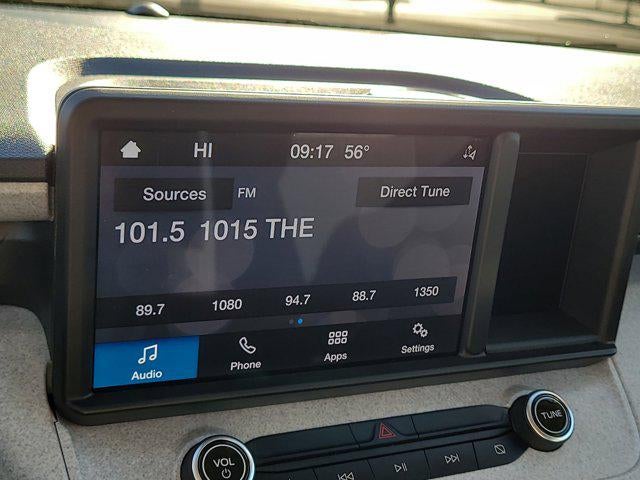 HI 09:17 56°
Sources FM Direct Tune
101.5 1015 THE
89.7 1080 94.7 88.7 1350
Audio Phone Apps Settings
VOL TUNE